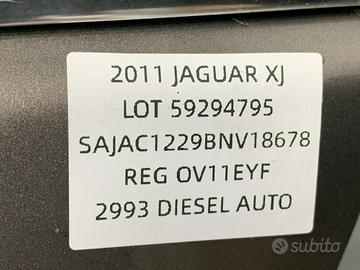 2011 JAGUAR XJ
LOT 59294795
SAJAC1229BNV18678
REG OV11EYF
2993 DIESEL AUTO
subito